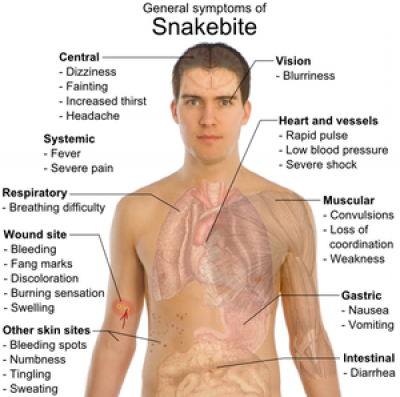 General symptoms of
Snakebite
Central
- Dizziness
- Fainting
- Increased thirst
- Headache
Vision
- Blurriness
Systemic
- Fever
- Severe pain
Heart and vessels
- Rapid pulse
- Low blood pressure
- Severe shock
Respiratory
- Breathing difficulty
Muscular
- Convulsions
- Loss of
coordination
- Weakness
Wound site
- Bleeding
- Fang marks
- Discoloration
- Burning sensation
- Swelling
Gastric
- Nausea
- Vomiting
Other skin sites
- Bleeding spots
- Numbness
- Tingling
- Sweating
Intestinal
- Diarrhea